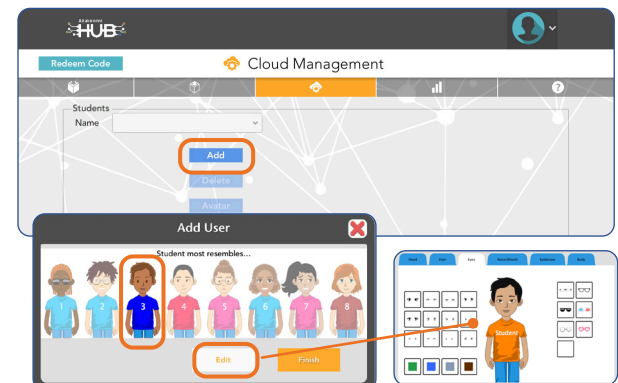 HUB
Redeem Code
Cloud Management
?
Students
Name
Add
Delete
Avatar
Add User
Student most resembles...
1 2 3 4 5 6 7 8
Edit
Finish
Head Hair Eyes Nose/Mouth Eyewear Body
Student